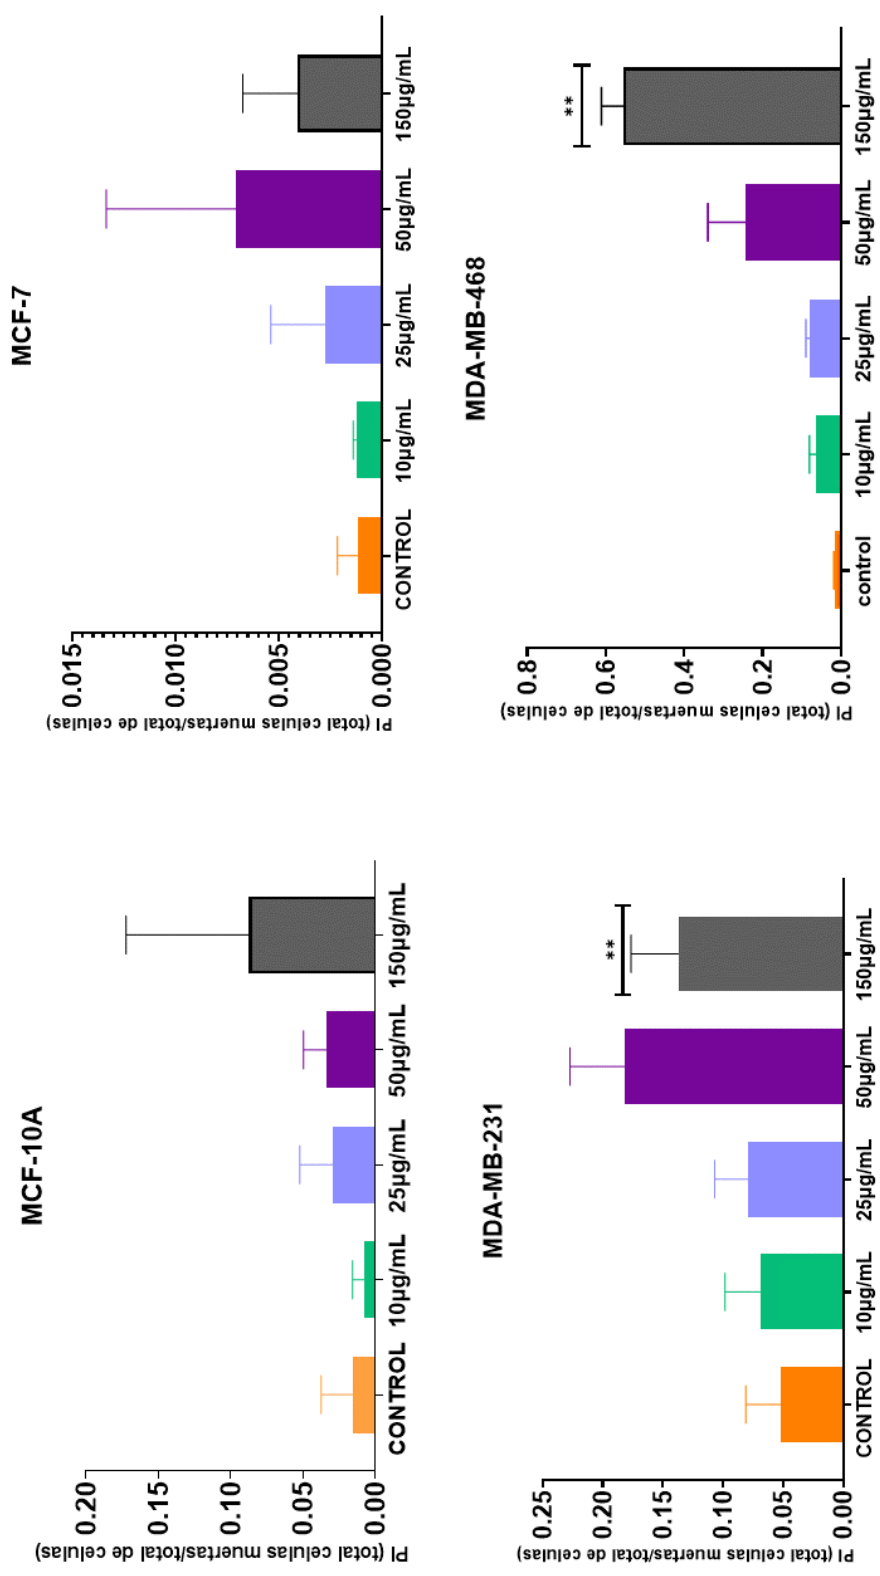 MCF-10A
PI (total celulas muertas/total de celulas)
0.20
0.15
0.10
0.05
0.00
CONTROL
10µg/mL
25µg/mL
50µg/mL
150µg/mL
MCF-7
PI (total celulas muertas/total de celulas)
0.015
0.010
0.005
0.000
CONTROL
10µg/mL
25µg/mL
50µg/mL
150µg/mL
MDA-MB-231
PI (total celulas muertas/total de celulas)
0.25
0.20
0.15
0.10
0.05
0.00
**
CONTROL
10µg/mL
25µg/mL
50µg/mL
150µg/mL
MDA-MB-468
PI (total celulas muertas/total de celulas)
0.8
0.6
0.4
0.2
0.0
**
control
10µg/mL
25µg/mL
50µg/mL
150µg/mL